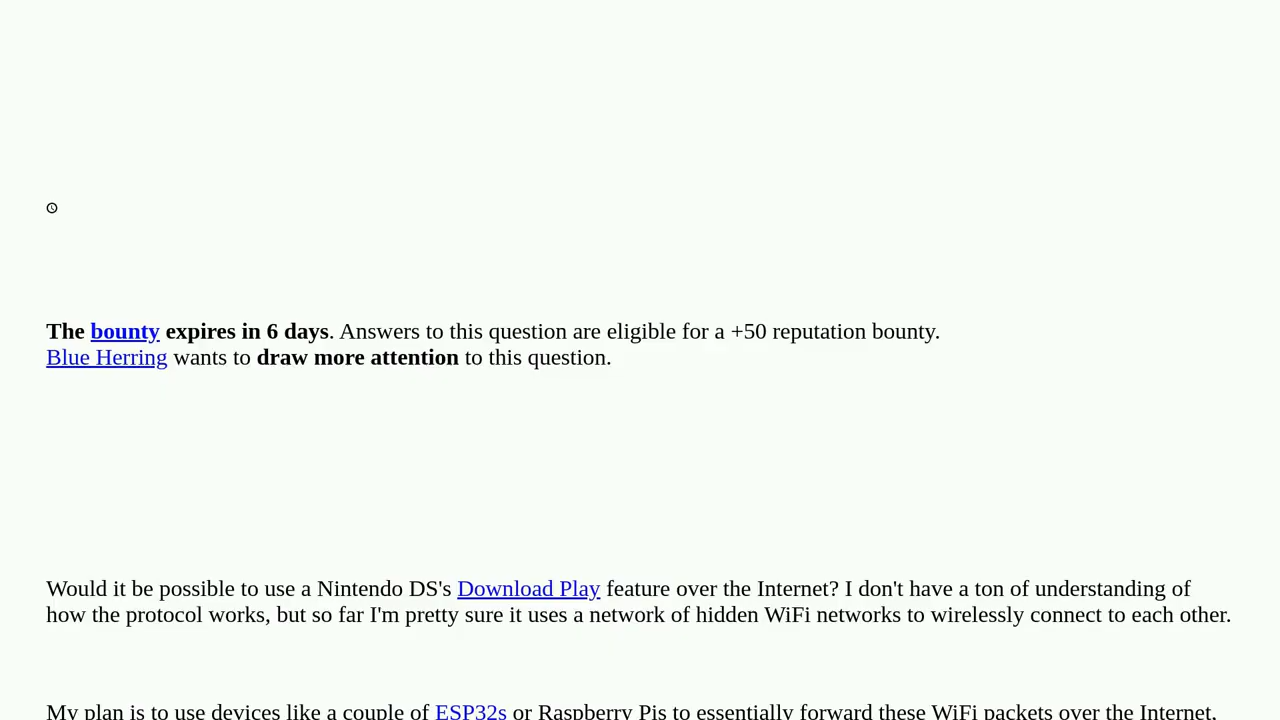 The bounty expires in 6 days. Answers to this question are eligible for a +50 reputation bounty.
Blue Herring wants to draw more attention to this question.
Would it be possible to use a Nintendo DS's Download Play feature over the Internet? I don't have a ton of understanding of
how the protocol works, but so far I'm pretty sure it uses a network of hidden WiFi networks to wirelessly connect to each other.
My plan is to use devices like a couple of ESP32s or Raspberry Pis to essentially forward these WiFi packets over the Internet,